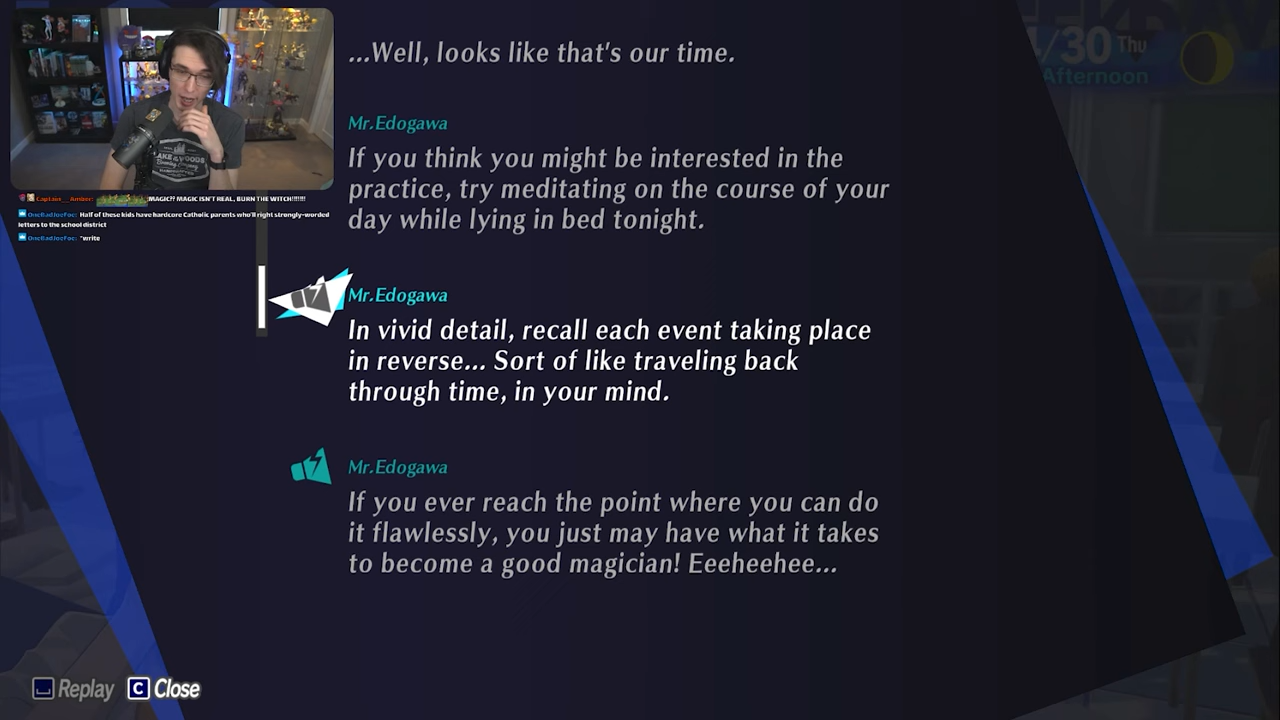 ...Well, looks like that's our time.
/30 Thu
Afternoon
Mr.Edogawa
If you think you might be interested in the
practice, try meditating on the course of your
day while lying in bed tonight.
Captain__Amber: MAGIC?? MAGIC ISN'T REAL, BURN THE WITCH!!!!!!!
OneBadJoeFoc: Half of these kids have hardcore Catholic parents who'll right strongly-worded
letters to the school district
OneBadJoeFoc: *write
Mr.Edogawa
In vivid detail, recall each event taking place
in reverse... Sort of like traveling back
through time, in your mind.
Mr.Edogawa
If you ever reach the point where you can do
it flawlessly, you just may have what it takes
to become a good magician! Eeeheehee...
Replay C Close